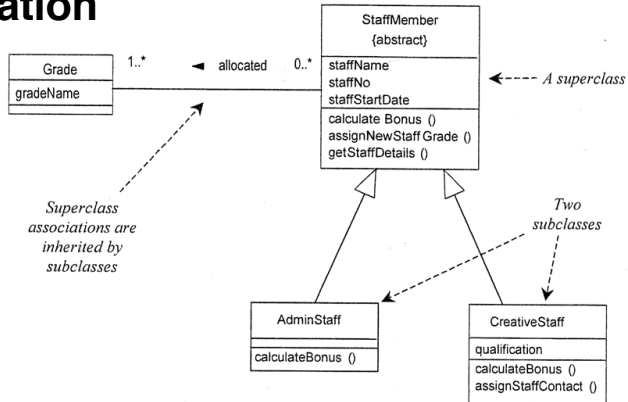 ation
StaffMember
{abstract}
staffName
staffNo
staffStartDate
calculate Bonus ()
assignNewStaff Grade ()
getStaffDetails ()
Grade
gradeName
1..*
◄ allocated
0..*
A superclass
Superclass
associations are
inherited by
subclasses
Two
subclasses
AdminStaff
calculateBonus ()
CreativeStaff
qualification
calculateBonus ()
assignStaffContact ()